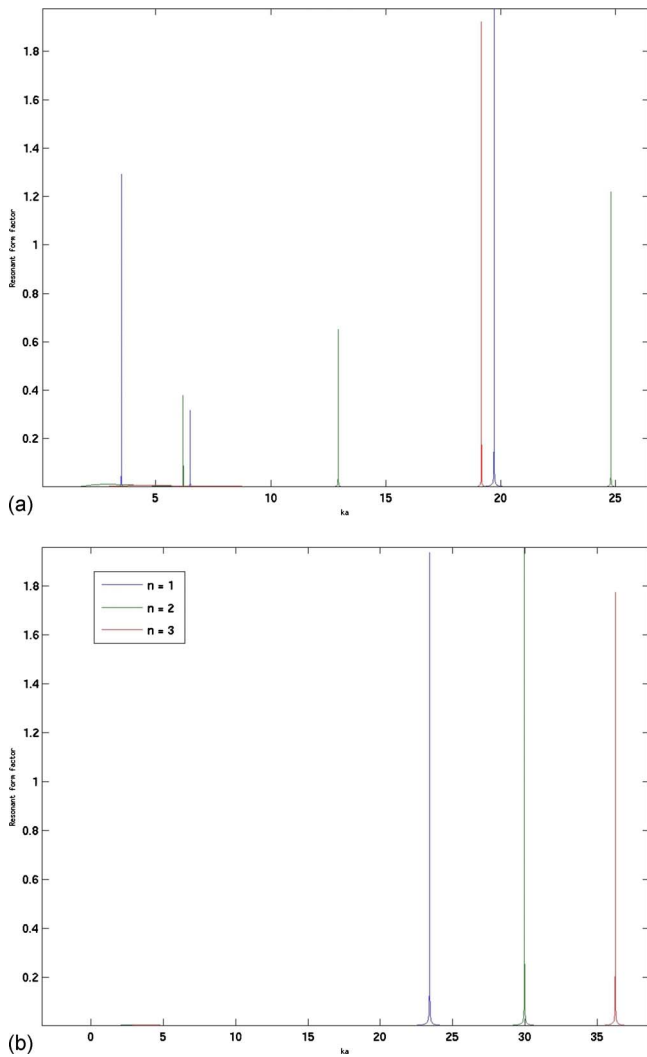 1.8
1.6
1.4
1.2
1
0.8
0.6
0.4
0.2
Resonant form factor
5 10 15 20 25
ka
(a)
1.8
1.6
1.4
1.2
1
0.8
0.6
0.4
0.2
Resonant form factor
n = 1
n = 2
n = 3
0 5 10 15 20 25 30 35
ka
(b)